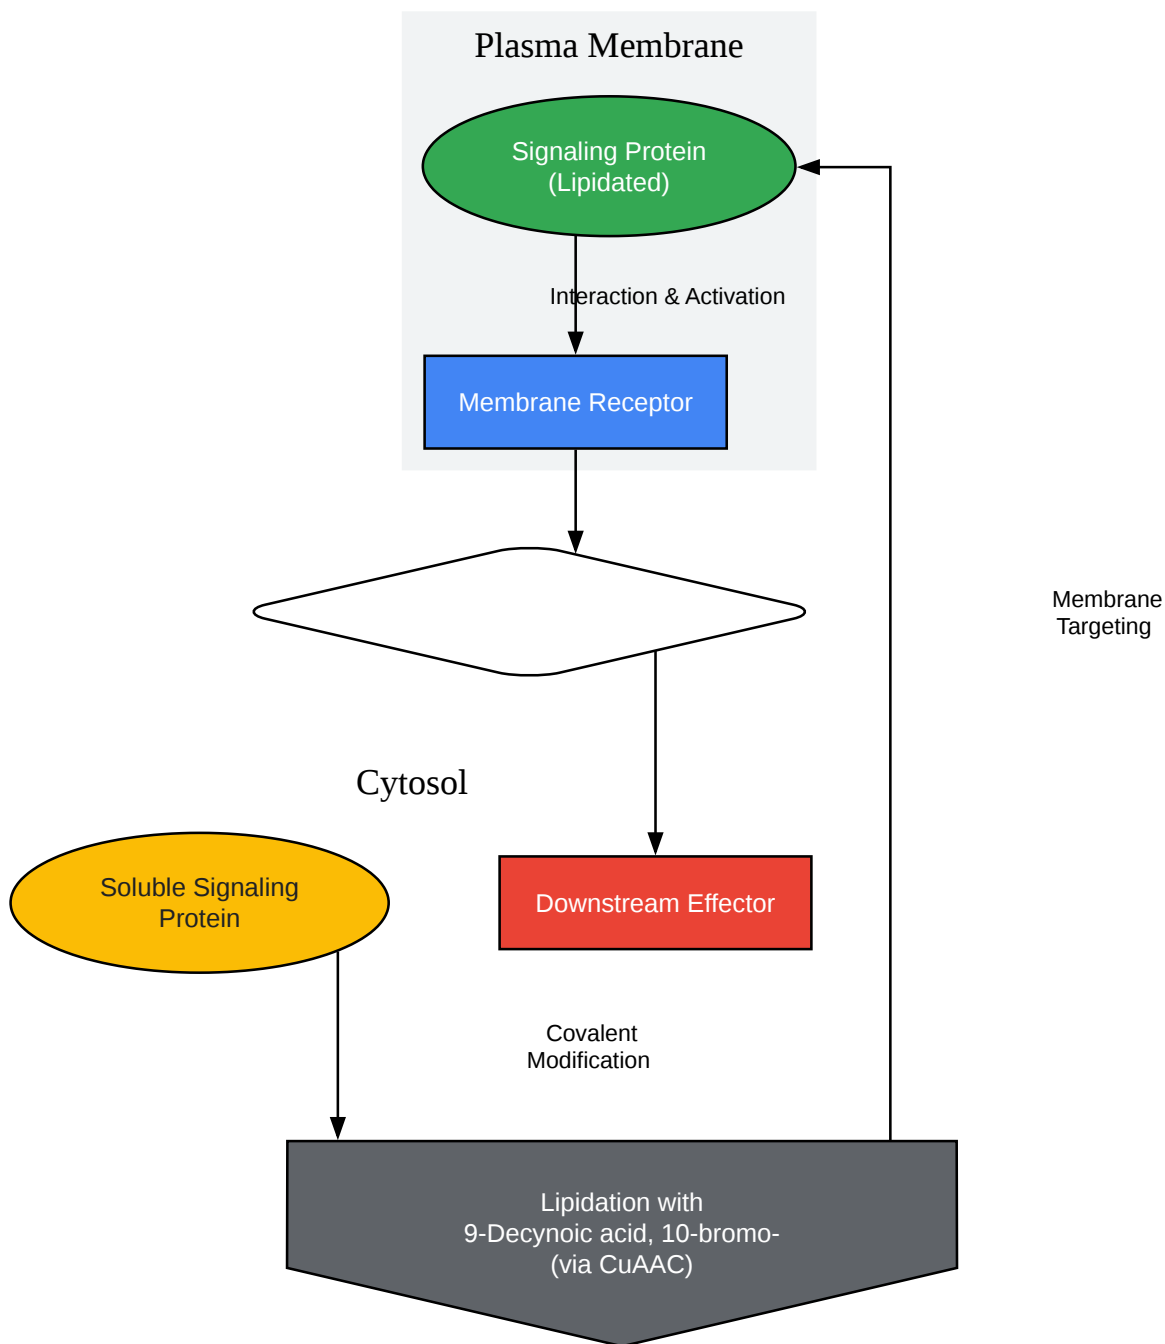 Plasma Membrane
Signaling Protein
(Lipidated)
Interaction & Activation
Membrane Receptor
Membrane
Targeting
Cytosol
Soluble Signaling
Protein
Downstream Effector
Covalent
Modification
Lipidation with
9-Decynoic acid, 10-bromo-
(via CuAAC)